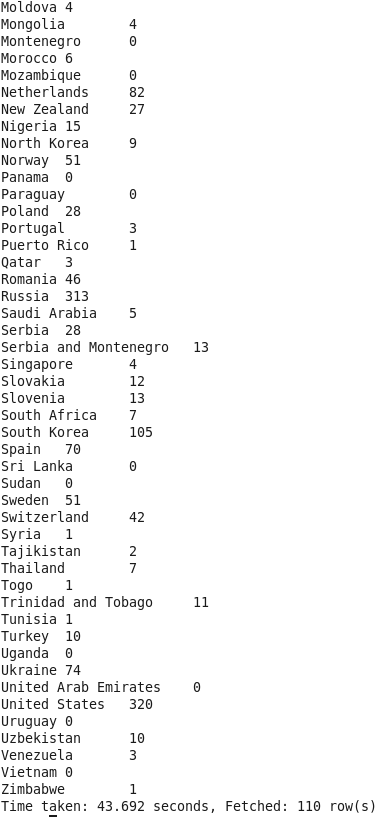 Moldova 4
Mongolia 4
Montenegro 0
Morocco 6
Mozambique 0
Netherlands 82
New Zealand 27
Nigeria 15
North Korea 9
Norway 51
Panama 0
Paraguay 0
Poland 28
Portugal 3
Puerto Rico 1
Qatar 3
Romania 46
Russia 313
Saudi Arabia 5
Serbia 28
Serbia and Montenegro 13
Singapore 4
Slovakia 12
Slovenia 13
South Africa 7
South Korea 105
Spain 70
Sri Lanka 0
Sudan 0
Sweden 51
Switzerland 42
Syria 1
Tajikistan 2
Thailand 7
Togo 1
Trinidad and Tobago 11
Tunisia 1
Turkey 10
Uganda 0
Ukraine 74
United Arab Emirates 0
United States 320
Uruguay 0
Uzbekistan 10
Venezuela 3
Vietnam 0
Zimbabwe 1
Time taken: 43.692 seconds, Fetched: 110 row(s)